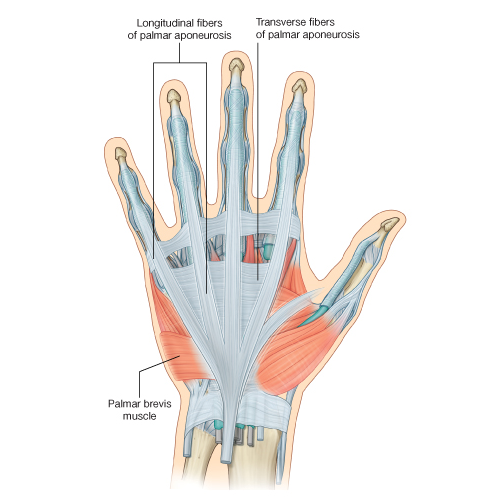 Longitudinal fibers
of palmar aponeurosis
Transverse fibers
of palmar aponeurosis
Palmar brevis
muscle